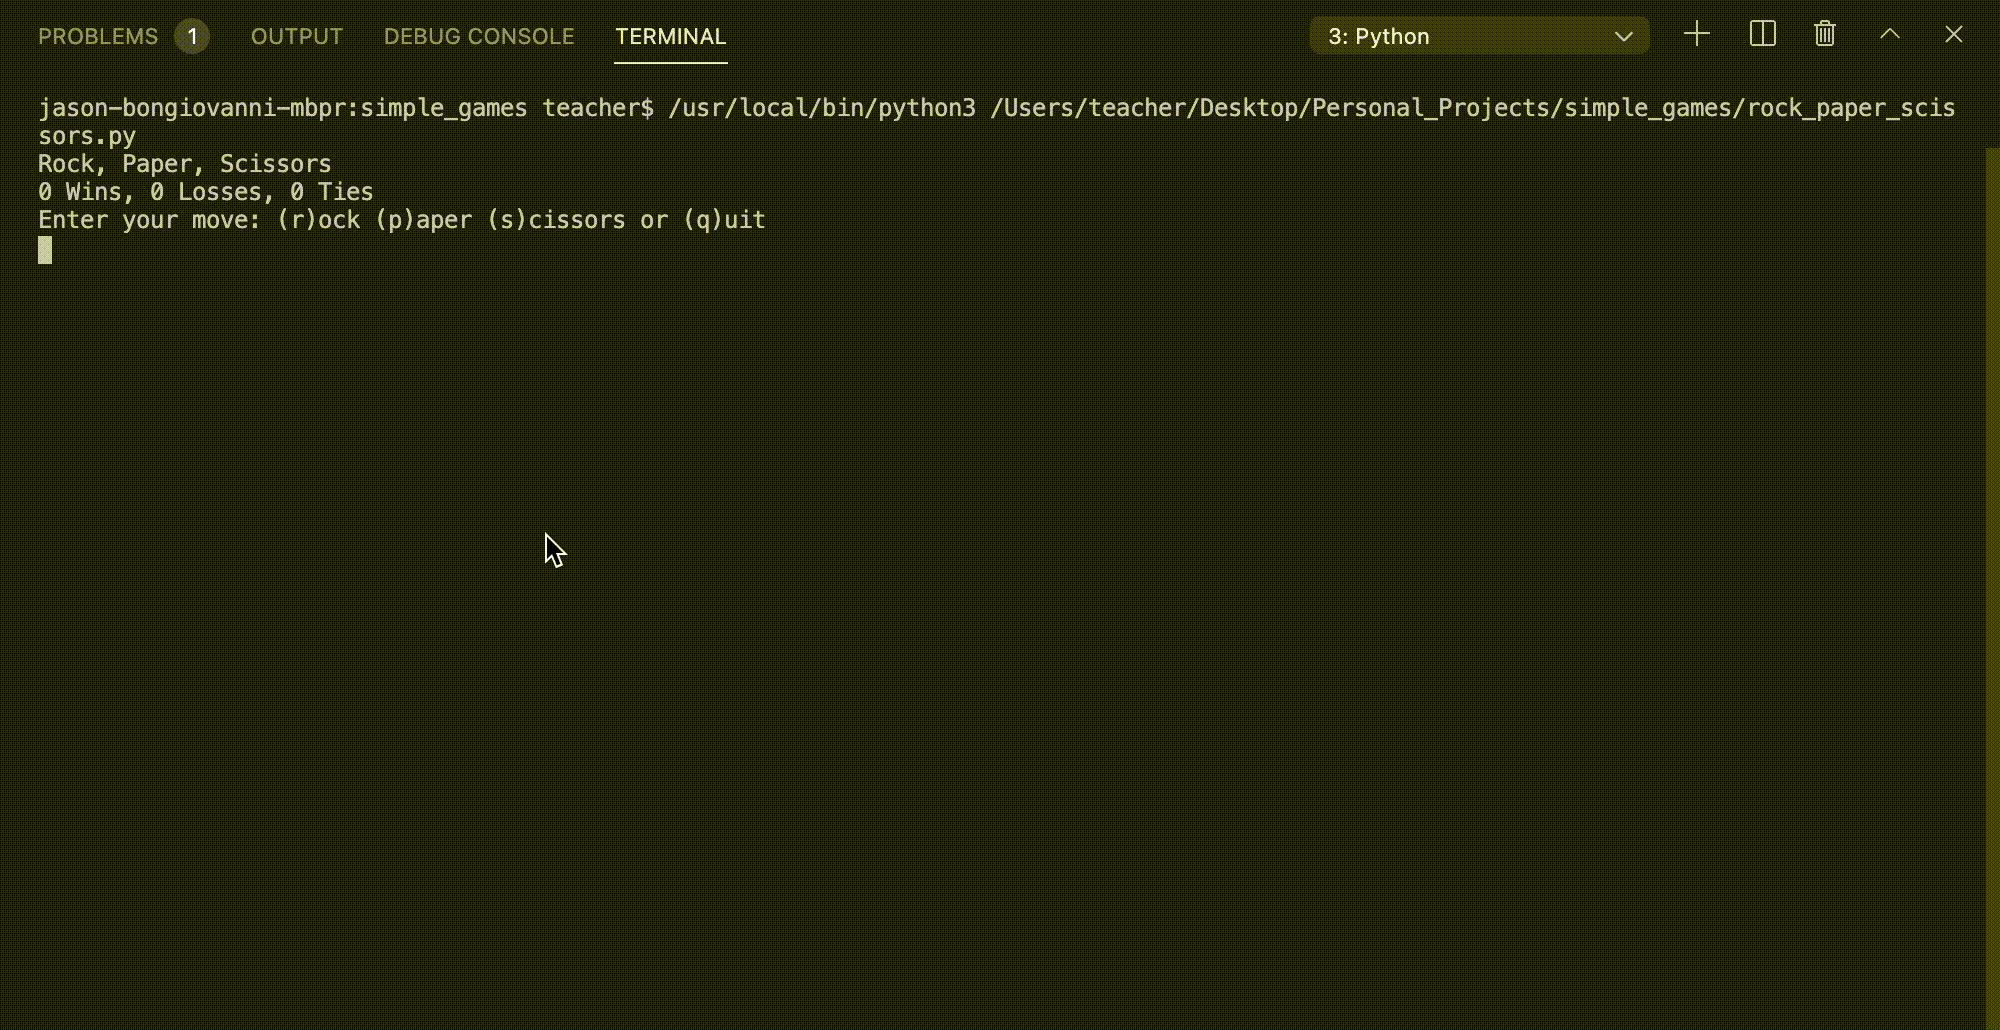 PROBLEMS 1 OUTPUT DEBUG CONSOLE TERMINAL 3: Python
jason-bongiovanni-mbpr:simple_games teacher$ /usr/local/bin/python3 /Users/teacher/Desktop/Personal_Projects/simple_games/rock_paper_scis
sors.py
Rock, Paper, Scissors
0 Wins, 0 Losses, 0 Ties
Enter your move: (r)ock (p)aper (s)cissors or (q)uit